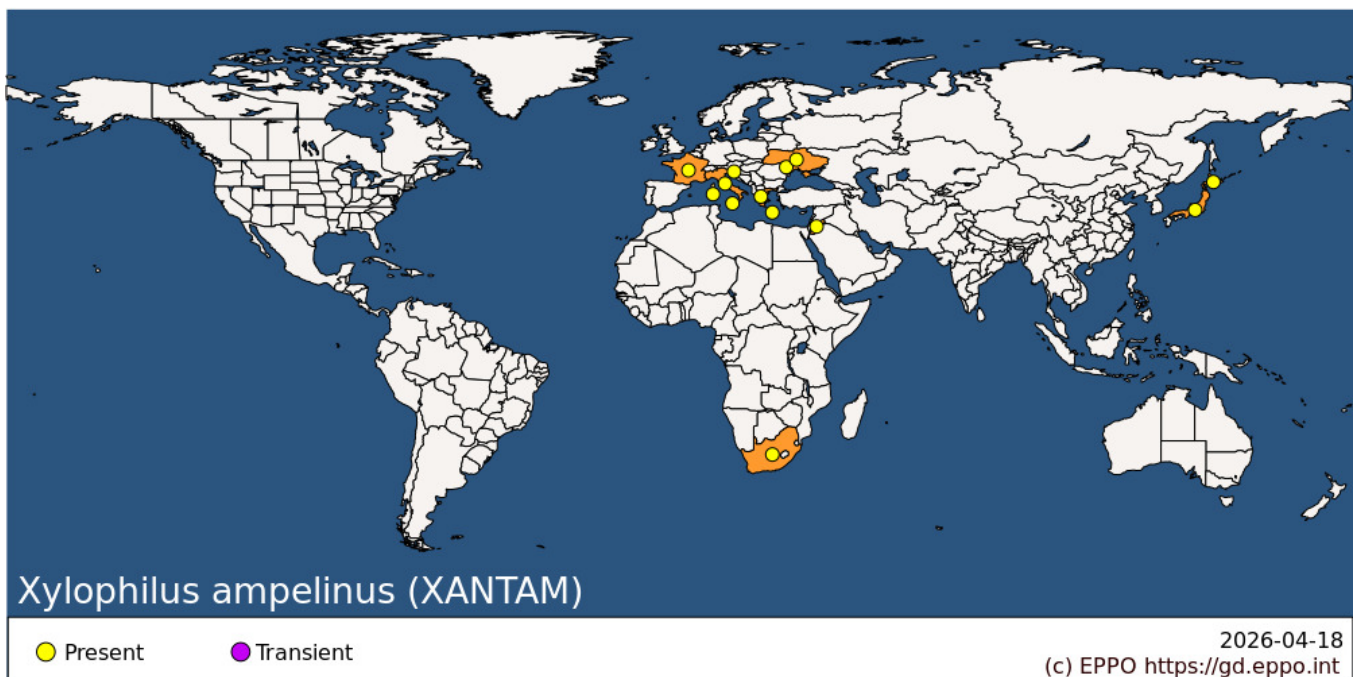 Xylophilus ampelinus (XANTAM)
Present
Transient
2026-04-18
(c) EPPO https://gd.eppo.int